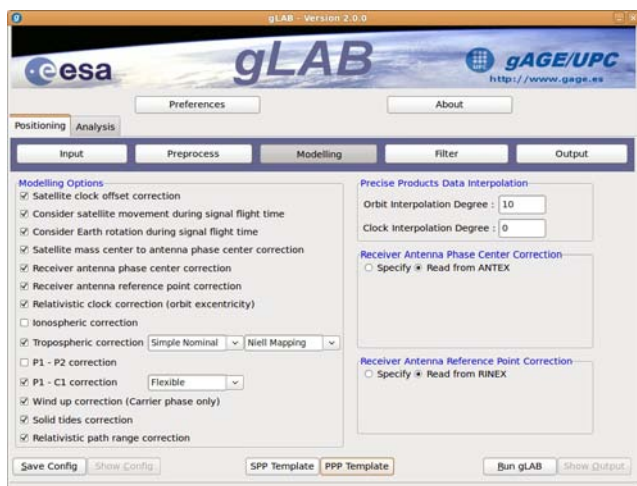 gLAB - Version 2.0.0
esa
gLAB
gAGE/UPC
http://www.gage.es
Preferences
About
Positioning Analysis
Input Preprocess Modelling Filter Output
Modelling Options
Satellite clock offset correction
Consider satellite movement during signal flight time
Consider Earth rotation during signal flight time
Satellite mass center to antenna phase center correction
Receiver antenna phase center correction
Receiver antenna reference point correction
Relativistic clock correction (orbit excentricity)
Ionospheric correction
Tropospheric correction Simple Nominal Niell Mapping
P1 - P2 correction
P1 - C1 correction Flexible
Wind up correction (Carrier phase only)
Solid tides correction
Relativistic path range correction
Precise Products Data Interpolation
Orbit Interpolation Degree : 10
Clock Interpolation Degree : 0
Receiver Antenna Phase Center Correction
Specify Read from ANTEX
Receiver Antenna Reference Point Correction
Specify Read from RINEX
Save Config Show Config SPP Template PPP Template Run gLAB Show Output